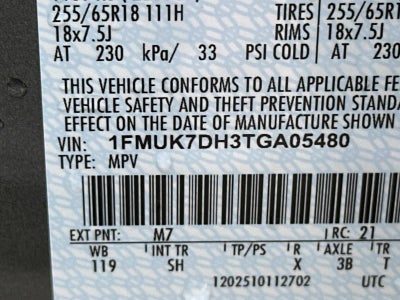 255/65R18 111H TIRES 255/65R1
18x7.5J RIMS 18x7.5J
AT 230 kPa/ 33 PSI COLD AT 230
THIS VEHICLE CONFORMS TO ALL APPLICABLE FE
VEHICLE SAFETY AND THEFT PREVENTION STANDA
EFFECT ON THE DATE OF MANUFACTURE SHOWN
VIN: 1FMUK7DH3TGA05480
TYPE: MPV
EXT PNT: M7 RC: 21
WB INT TR TP/PS R AXLE TR
119 SH X 3B T
1202510112702 UTC